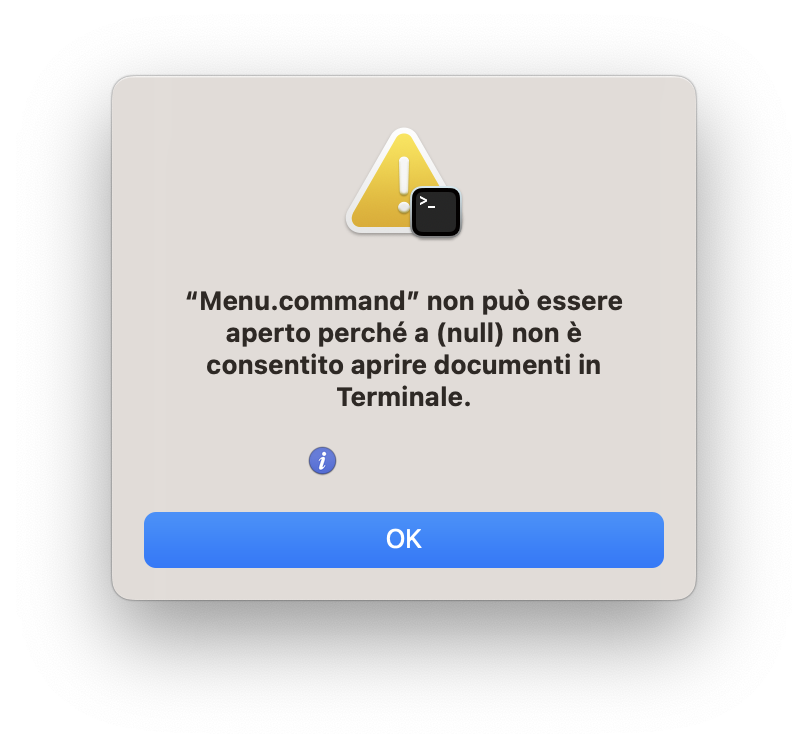 >_
“Menu.command” non può essere
aperto perché a (null) non è
consentito aprire documenti in
Terminale.
i
OK